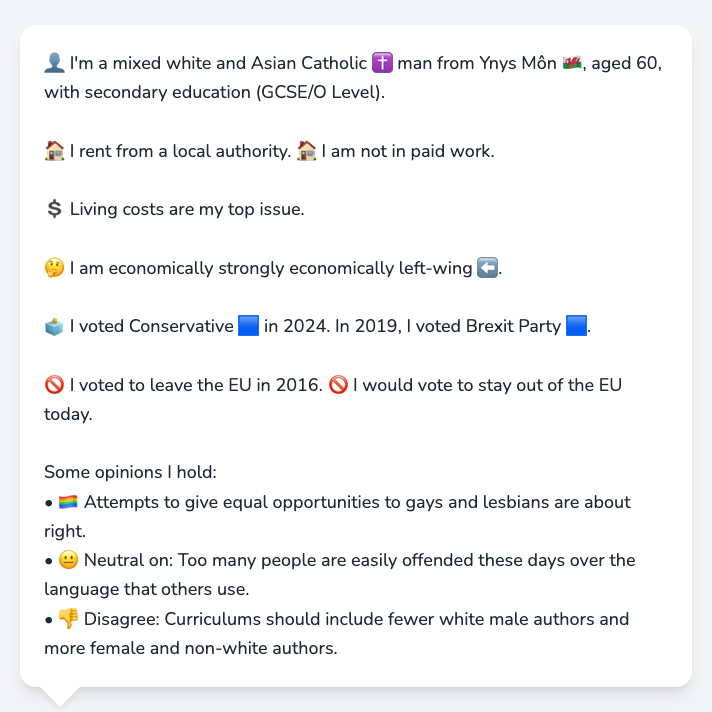 👤 I'm a mixed white and Asian Catholic ✝️ man from Ynys Môn 🏴󠁧󠁢󠁷󠁬󠁳󠁿, aged 60,
with secondary education (GCSE/O Level).
🏠 I rent from a local authority. 🏠 I am not in paid work.
💲 Living costs are my top issue.
🤔 I am economically strongly economically left-wing ⬅️.
🗳️ I voted Conservative 🟦 in 2024. In 2019, I voted Brexit Party 🟦.
🚫 I voted to leave the EU in 2016. 🚫 I would vote to stay out of the EU
today.
Some opinions I hold:
• 🏳️‍🌈 Attempts to give equal opportunities to gays and lesbians are about
right.
• 😐 Neutral on: Too many people are easily offended these days over the
language that others use.
• 👎 Disagree: Curriculums should include fewer white male authors and
more female and non-white authors.